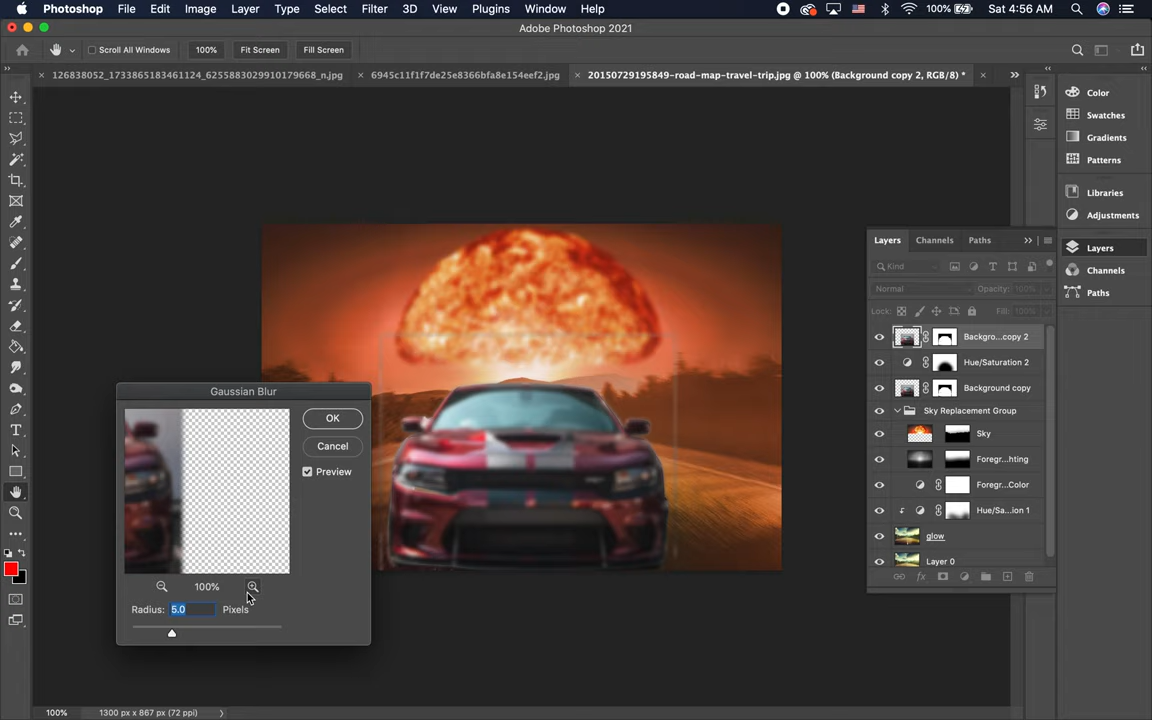 Photoshop File Edit Image Layer Type Select Filter 3D View Plugins Window Help 100% Sat 4:56 AM
Adobe Photoshop 2021
Scroll All Windows 100% Fit Screen Fill Screen
126838052_1733865183461124_6255883029910179668_n.jpg 6945c11f1f7de25e8366bfa8e154eef2.jpg 20150729195849-road-map-travel-trip.jpg @ 100% (Background copy 2, RGB/8) *
Color
Swatches
Gradients
Patterns
Libraries
Adjustments
Layers
Channels
Paths
Layers Channels Paths
Kind
Normal Opacity: 100%
Lock: Fill: 100%
Backgro...copy 2
Hue/Saturation 2
Background copy
Sky Replacement Group
Sky
Foregr...hting
Foregr...Color
Hue/Sa...ion 1
glow
Layer 0
Gaussian Blur
OK
Cancel
Preview
100%
Radius: 5.0 Pixels
100% 1300 px x 867 px (72 ppi)